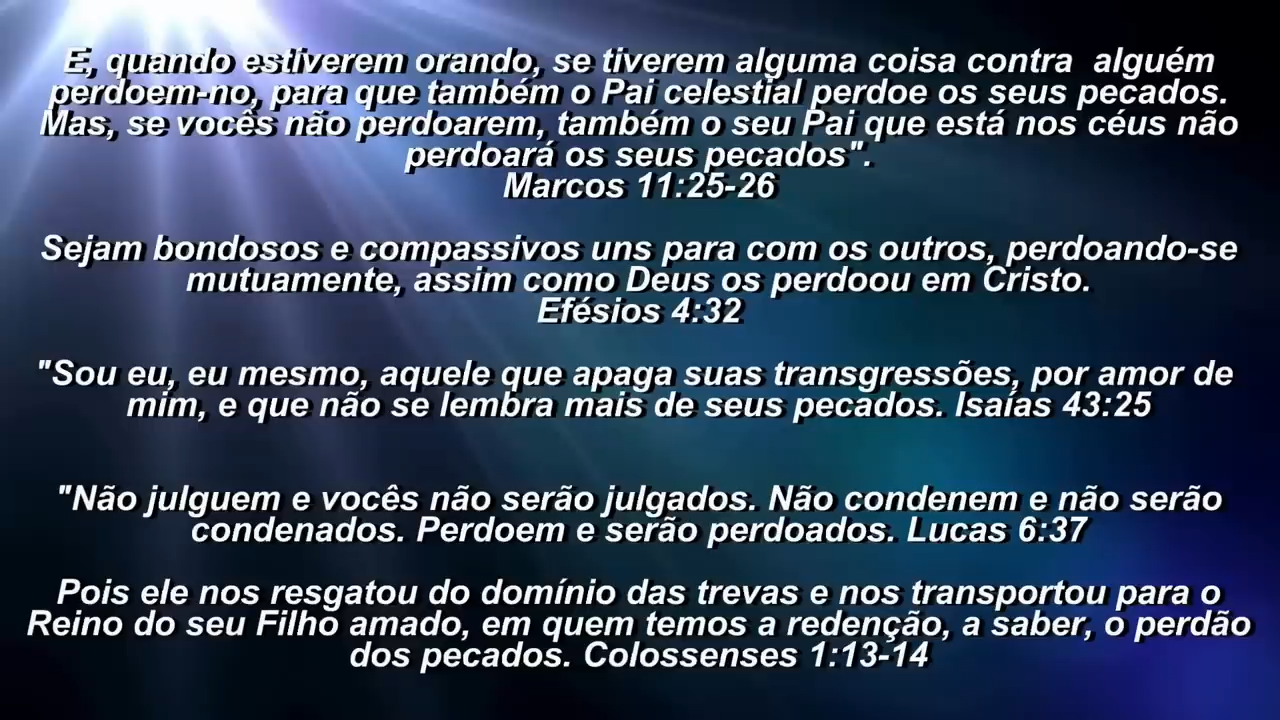 E, quando estiverem orando, se tiverem alguma coisa contra  alguém
perdoem-no, para que também o Pai celestial perdoe os seus pecados.
Mas, se vocês não perdoarem, também o seu Pai que está nos céus não
perdoará os seus pecados".
Marcos 11:25-26
Sejam bondosos e compassivos uns para com os outros, perdoando-se
mutuamente, assim como Deus os perdoou em Cristo.
Efésios 4:32
"Sou eu, eu mesmo, aquele que apaga suas transgressões, por amor de
mim, e que não se lembra mais de seus pecados. Isaías 43:25
"Não julguem e vocês não serão julgados. Não condenem e não serão
condenados. Perdoem e serão perdoados. Lucas 6:37
Pois ele nos resgatou do domínio das trevas e nos transportou para o
Reino do seu Filho amado, em quem temos a redenção, a saber, o perdão
dos pecados. Colossenses 1:13-14